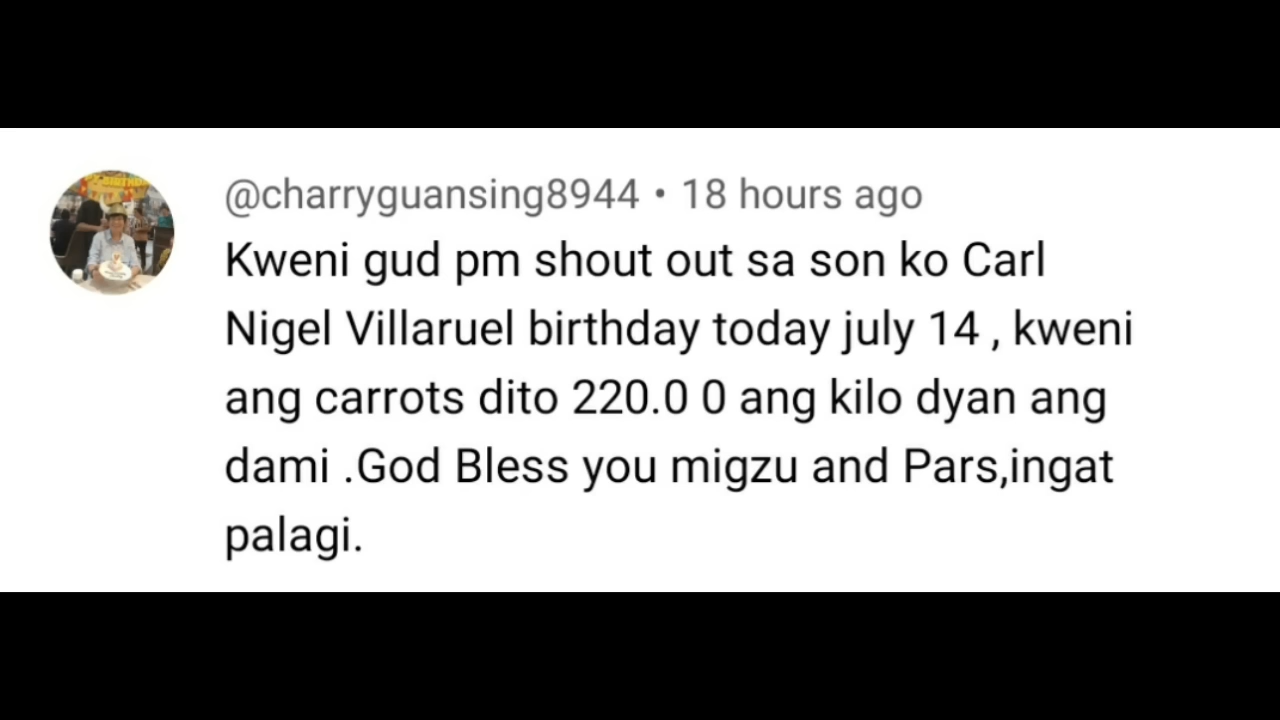 @charryguansing8944 • 18 hours ago
Kweni gud pm shout out sa son ko Carl
Nigel Villaruel birthday today july 14 , kweni
ang carrots dito 220.0 0 ang kilo dyan ang
dami .God Bless you migzu and Pars,ingat
palagi.